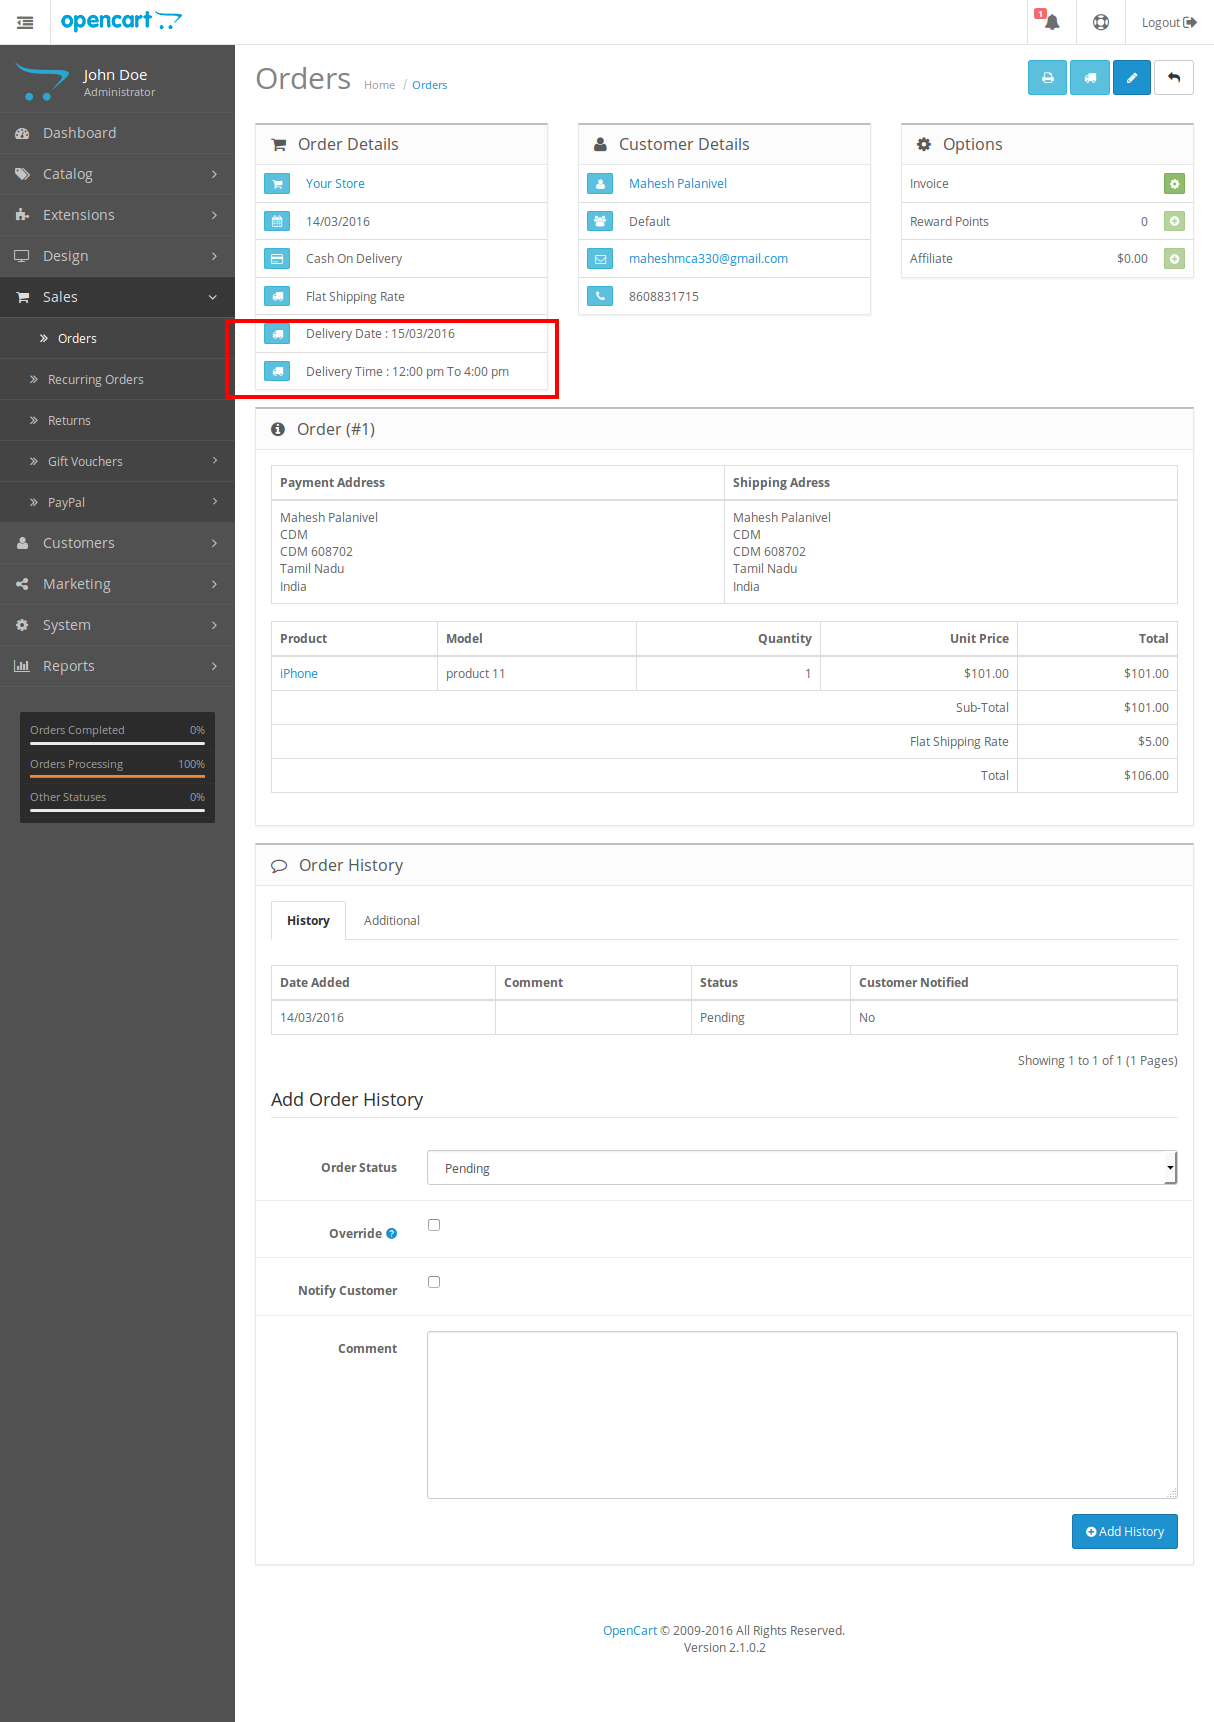 opencart
1
Logout
John Doe
Administrator
Dashboard
Catalog
Extensions
Design
Sales
Orders
Recurring Orders
Returns
Gift Vouchers
PayPal
Customers
Marketing
System
Reports
Orders Completed 0%
Orders Processing 100%
Other Statuses 0%
Orders Home / Orders
Order Details
Your Store
14/03/2016
Cash On Delivery
Flat Shipping Rate
Delivery Date : 15/03/2016
Delivery Time : 12:00 pm To 4:00 pm
Customer Details
Mahesh Palanivel
Default
maheshmca330@gmail.com
8608831715
Options
Invoice
Reward Points 0
Affiliate $0.00
Order (#1)
Payment Address Shipping Adress
Mahesh Palanivel Mahesh Palanivel
CDM CDM
CDM 608702 CDM 608702
Tamil Nadu Tamil Nadu
India India
Product Model Quantity Unit Price Total
iPhone product 11 1 $101.00 $101.00
Sub-Total $101.00
Flat Shipping Rate $5.00
Total $106.00
Order History
History Additional
Date Added Comment Status Customer Notified
14/03/2016 Pending No
Showing 1 to 1 of 1 (1 Pages)
Add Order History
Order Status Pending
Override ?
Notify Customer
Comment
Add History
OpenCart © 2009-2016 All Rights Reserved.
Version 2.1.0.2